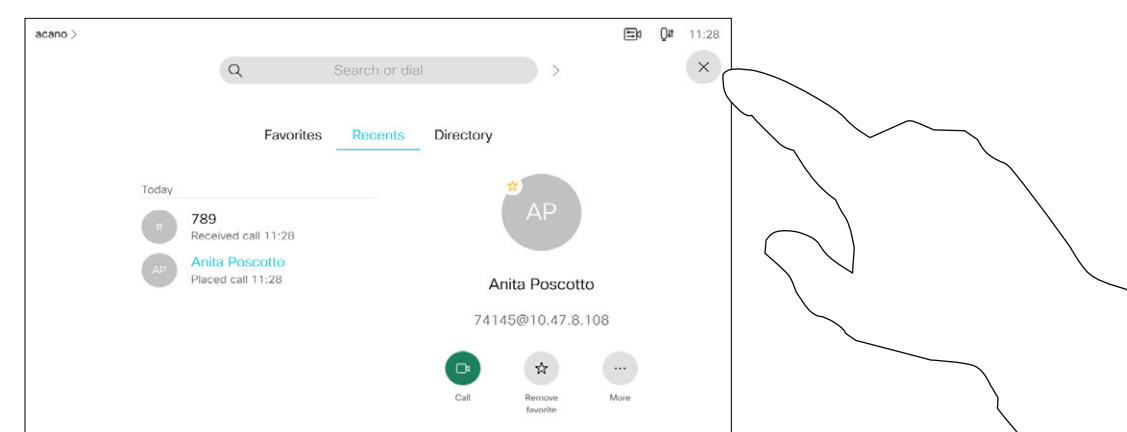 acano >
11:28
Search or dial >
Favorites Recents Directory
Today
#
789
Received call 11:28
AP
Anita Poscotto
Placed call 11:28
AP
Anita Poscotto
74145@10.47.8.108
Call
Remove
favorite
More